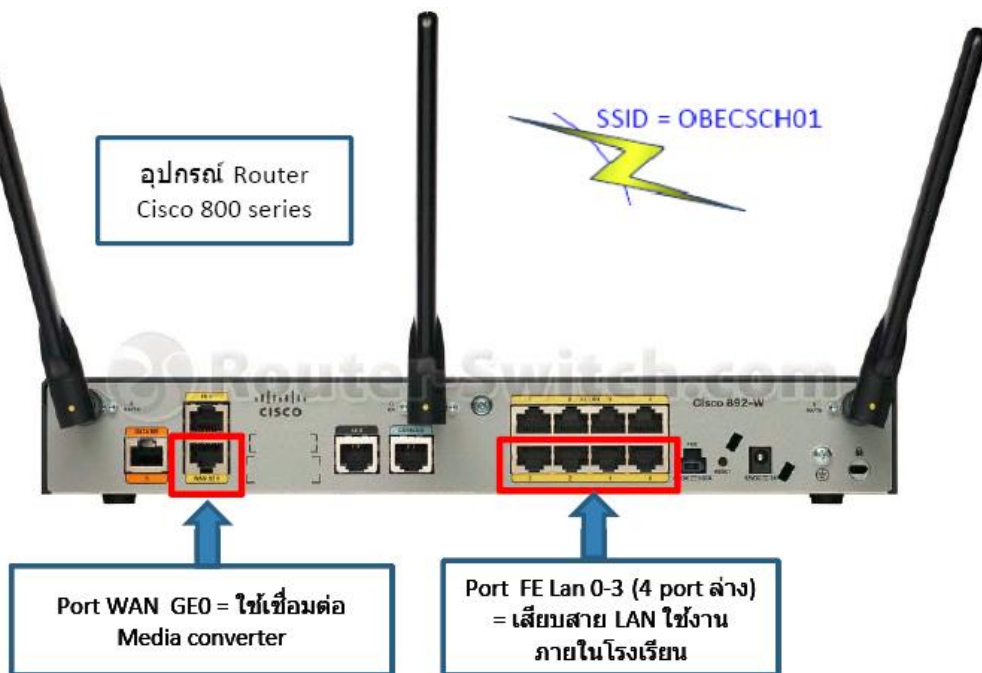 SSID = OBECSCH01
อุปกรณ์ Router
Cisco 800 series
Router-Switch.com
CISCO
Cisco 892-W
WAN GE 0
Port WAN GE0 = ใช้เชื่อมต่อ
Media converter
Port FE Lan 0-3 (4 port ล่าง)
= เสียบสาย LAN ใช้งาน
ภายในโรงเรียน